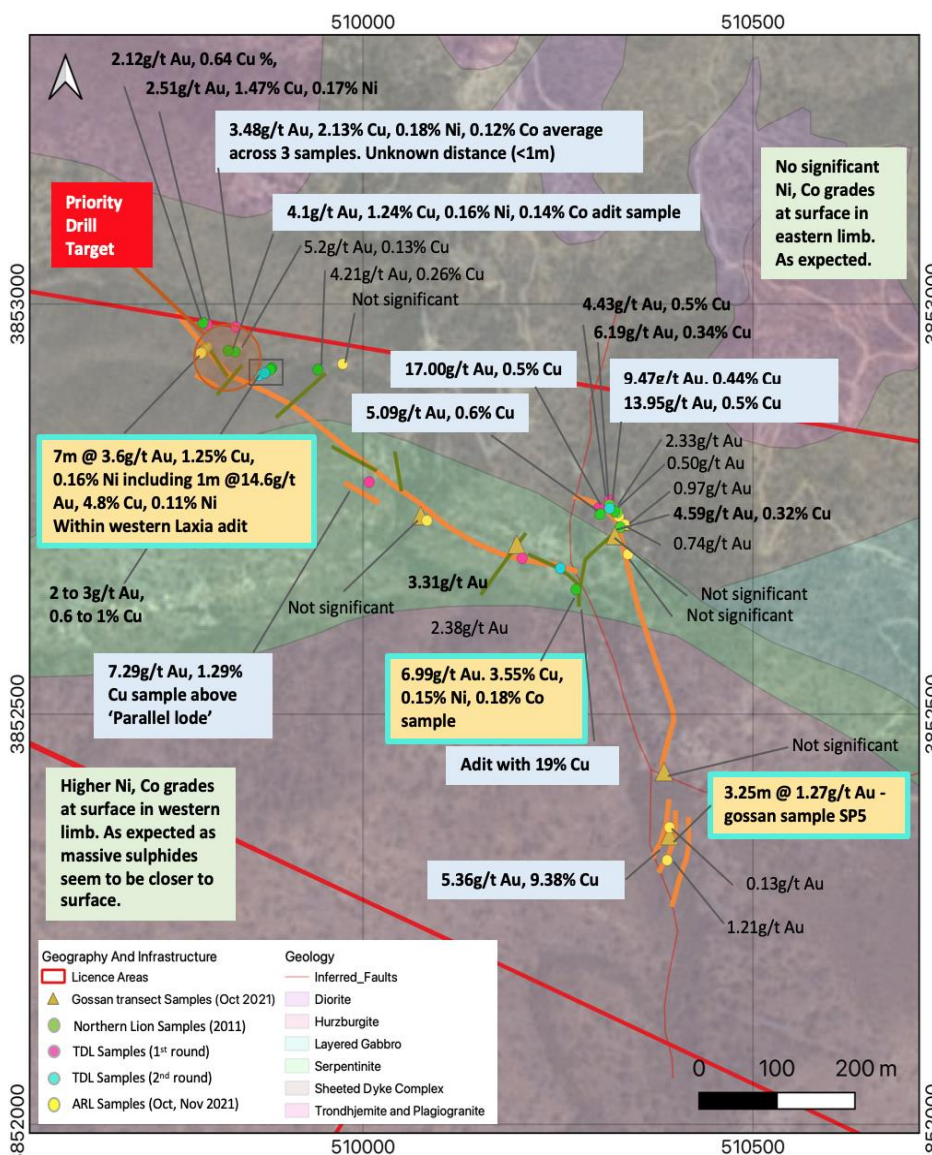 510000
510500
2.12g/t Au, 0.64 Cu %,
2.51g/t Au, 1.47% Cu, 0.17% Ni
3.48g/t Au, 2.13% Cu, 0.18% Ni, 0.12% Co average
across 3 samples. Unknown distance (<1m)
No significant
Ni, Co grades
at surface in
eastern limb.
As expected.
Priority
Drill
Target
4.1g/t Au, 1.24% Cu, 0.16% Ni, 0.14% Co adit sample
5.2g/t Au, 0.13% Cu
4.21g/t Au, 0.26% Cu
Not significant
3853000
3853000
4.43g/t Au, 0.5% Cu
6.19g/t Au, 0.34% Cu
17.00g/t Au, 0.5% Cu
9.47g/t Au, 0.44% Cu
13.95g/t Au, 0.5% Cu
5.09g/t Au, 0.6% Cu
7m @ 3.6g/t Au, 1.25% Cu,
0.16% Ni including 1m @14.6g/t
Au, 4.8% Cu, 0.11% Ni
Within western Laxia adit
2.33g/t Au
0.50g/t Au
0.97g/t Au
4.59g/t Au, 0.32% Cu
0.74g/t Au
2 to 3g/t Au,
0.6 to 1% Cu
Not significant
3.31g/t Au
2.38g/t Au
Not significant
Not significant
7.29g/t Au, 1.29%
Cu sample above
‘Parallel lode’
6.99g/t Au. 3.55% Cu,
0.15% Ni, 0.18% Co
sample
3852500
3852500
Adit with 19% Cu
Not significant
Higher Ni, Co grades
at surface in western
limb. As expected as
massive sulphides
seem to be closer to
surface.
3.25m @ 1.27g/t Au -
gossan sample SP5
5.36g/t Au, 9.38% Cu
0.13g/t Au
1.21g/t Au
Geography And Infrastructure
Licence Areas
Gossan transect Samples (Oct 2021)
Northern Lion Samples (2011)
TDL Samples (1st round)
TDL Samples (2nd round)
ARL Samples (Oct, Nov 2021)
Geology
Inferred_Faults
Diorite
Hurzburgite
Layered Gabbro
Serpentinite
Sheeted Dyke Complex
Trondhjemite and Plagiogranite
0 100 200 m
3852000
3852000
510000
510500